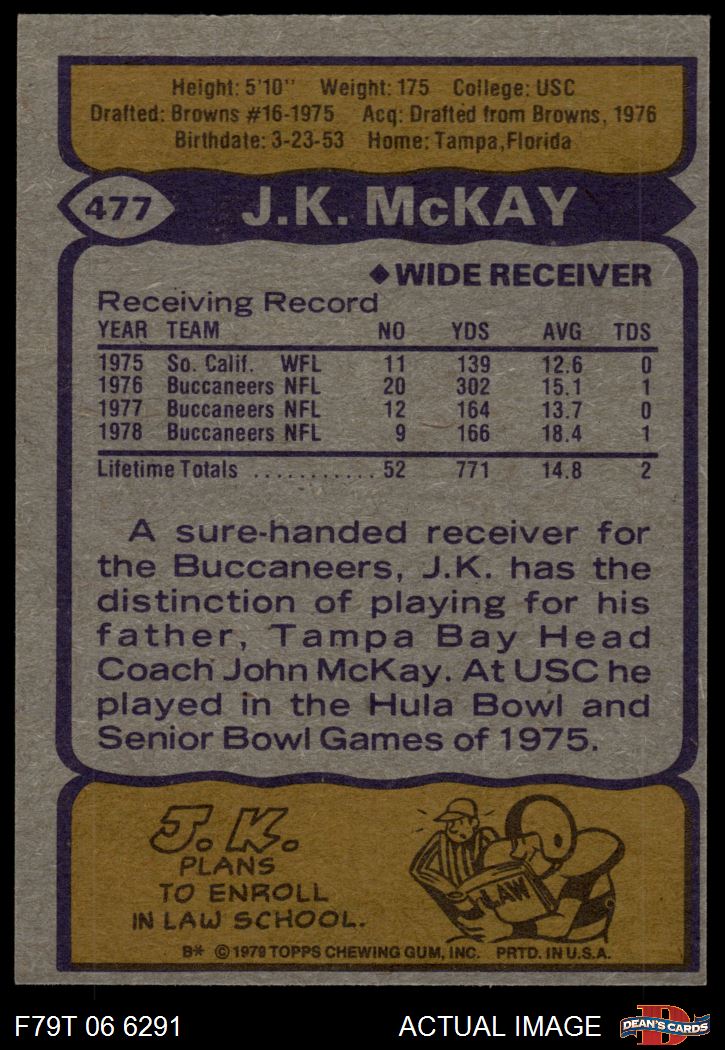 Height: 5'10" Weight: 175 College: USC
Drafted: Browns #16-1975 Acq: Drafted from Browns, 1976
Birthdate: 3-23-53 Home: Tampa, Florida
477 J.K. McKAY
◆ WIDE RECEIVER
Receiving Record
YEAR TEAM NO YDS AVG TDS
1975 So. Calif. WFL 11 139 12.6 0
1976 Buccaneers NFL 20 302 15.1 1
1977 Buccaneers NFL 12 164 13.7 0
1978 Buccaneers NFL 9 166 18.4 1
Lifetime Totals ........... 52 771 14.8 2
A sure-handed receiver for
the Buccaneers, J.K. has the
distinction of playing for his
father, Tampa Bay Head
Coach John McKay. At USC he
played in the Hula Bowl and
Senior Bowl Games of 1975.
J.K.
PLANS
TO ENROLL
IN LAW SCHOOL.
LAW
B* © 1979 TOPPS CHEWING GUM, INC. PRTD. IN U.S.A.
F79T 06 6291 ACTUAL IMAGE D DEAN'S CARDS